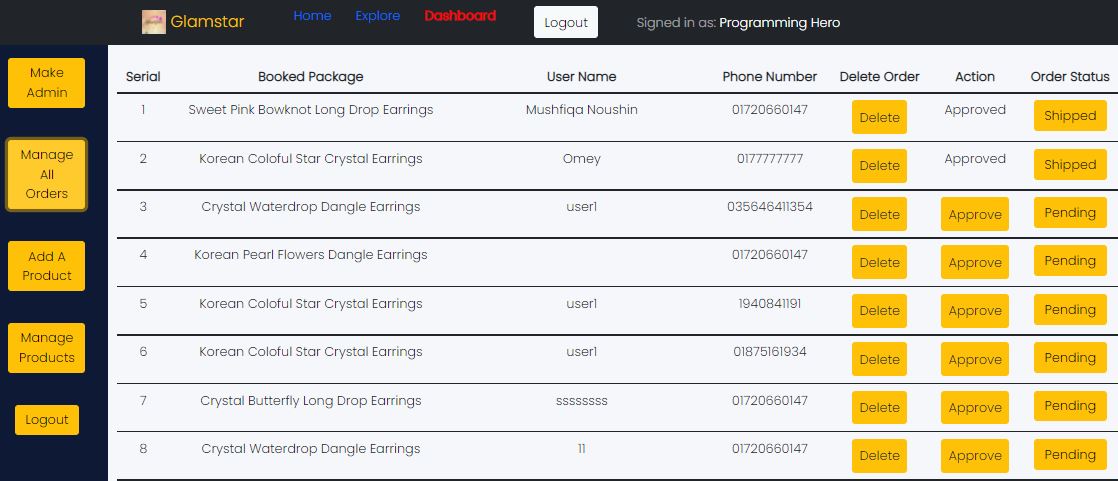 Glamstar Home Explore Dashboard Logout Signed in as: Programming Hero
Make
Admin
Manage
All
Orders
Add A
Product
Manage
Products
Logout
Serial Booked Package User Name Phone Number Delete Order Action Order Status
1 Sweet Pink Bowknot Long Drop Earrings Mushfiqa Noushin 01720660147 Delete Approved Shipped
2 Korean Coloful Star Crystal Earrings Omey 0177777777 Delete Approved Shipped
3 Crystal Waterdrop Dangle Earrings user1 035646411354 Delete Approve Pending
4 Korean Pearl Flowers Dangle Earrings 01720660147 Delete Approve Pending
5 Korean Coloful Star Crystal Earrings user1 1940841191 Delete Approve Pending
6 Korean Coloful Star Crystal Earrings user1 01875161934 Delete Approve Pending
7 Crystal Butterfly Long Drop Earrings ssssssss 01720660147 Delete Approve Pending
8 Crystal Waterdrop Dangle Earrings 11 01720660147 Delete Approve Pending